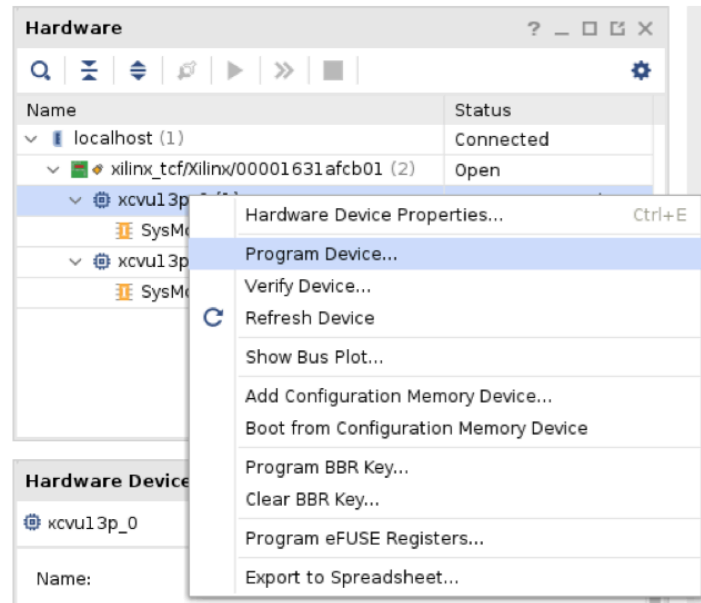 Hardware ? _ □
Name Status
localhost (1) Connected
xilinx_tcf/Xilinx/00001631afcb01 (2) Open
xcvu13p
Hardware Device Properties... Ctrl+E
SysMo
Program Device...
xcvu13p
Verify Device...
SysMo
Refresh Device
Show Bus Plot...
Add Configuration Memory Device...
Boot from Configuration Memory Device
Program BBR Key...
Hardware Device
Clear BBR Key...
xcvu13p_0
Program eFUSE Registers...
Name:
Export to Spreadsheet...